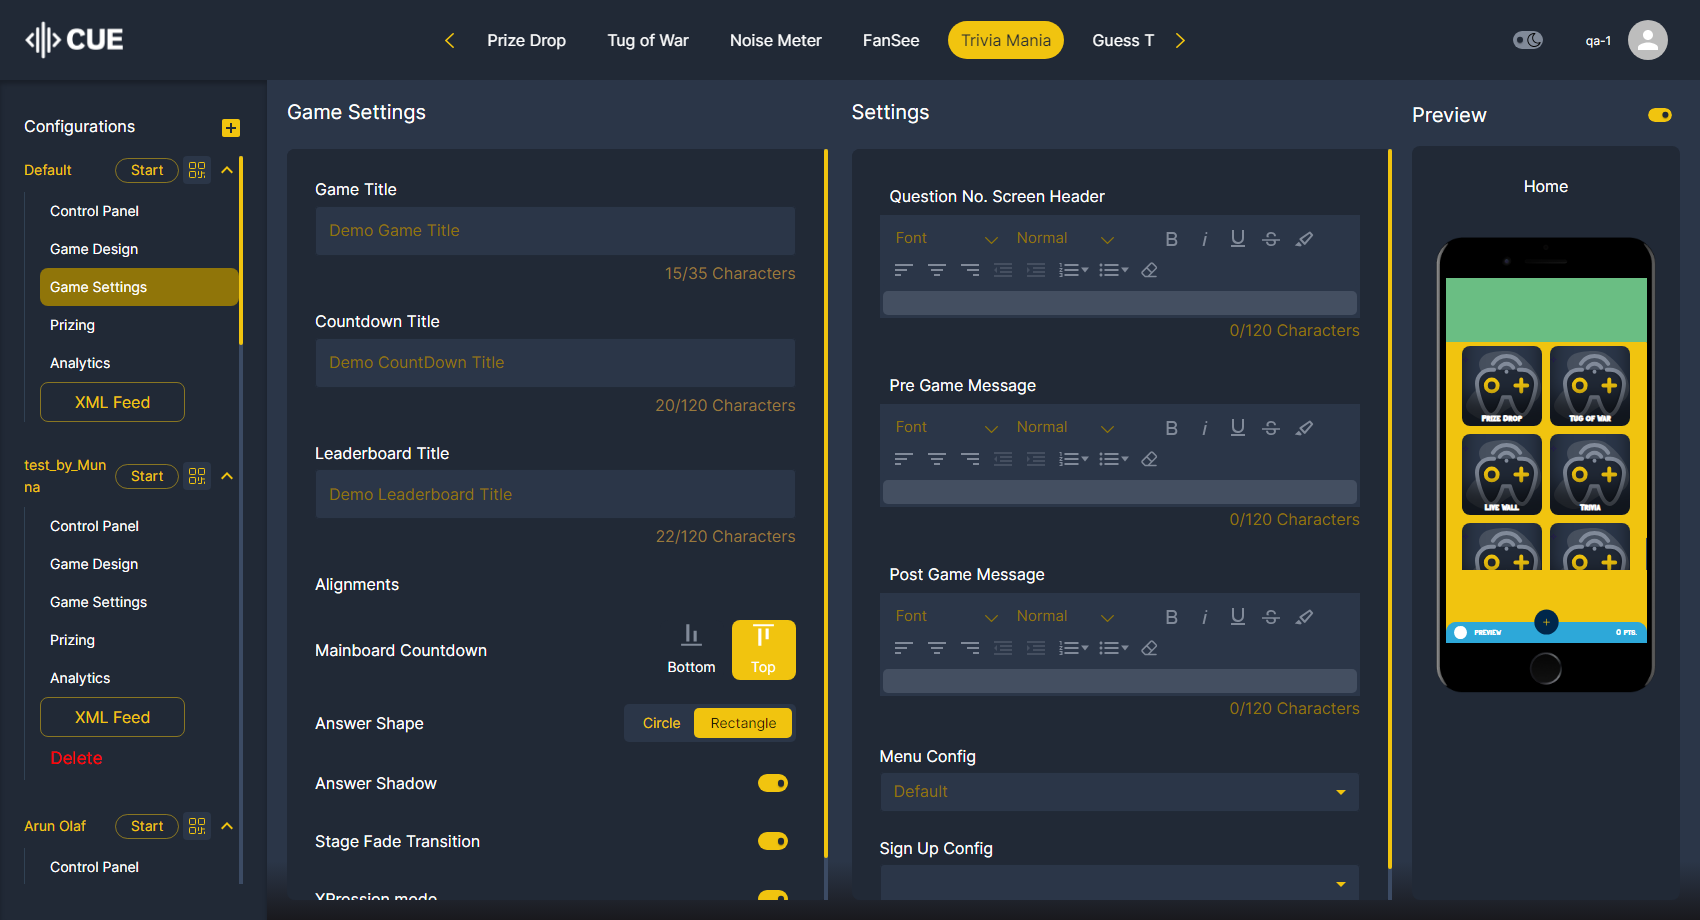 CUE
Prize Drop
Tug of War
Noise Meter
FanSee
Trivia Mania
Guess T
qa-1
Configurations
Default
Start
Control Panel
Game Design
Game Settings
Prizing
Analytics
XML Feed
test_by_Mun
na
Start
Control Panel
Game Design
Game Settings
Prizing
Analytics
XML Feed
Delete
Arun Olaf
Start
Control Panel
Game Settings
Game Title
Demo Game Title
15/35 Characters
Countdown Title
Demo CountDown Title
20/120 Characters
Leaderboard Title
Demo Leaderboard Title
22/120 Characters
Alignments
Mainboard Countdown
Bottom
Top
Answer Shape
Circle
Rectangle
Answer Shadow
Stage Fade Transition
XPression mode
Settings
Question No. Screen Header
Font
Normal
B
i
U
S
0/120 Characters
Pre Game Message
Font
Normal
B
i
U
S
0/120 Characters
Post Game Message
Font
Normal
B
i
U
S
0/120 Characters
Menu Config
Default
Sign Up Config
Preview
Home
PRIZE DROP
TUG OF WAR
LIVE WALL
TRIVIA
PREVIEW
0 PTS.